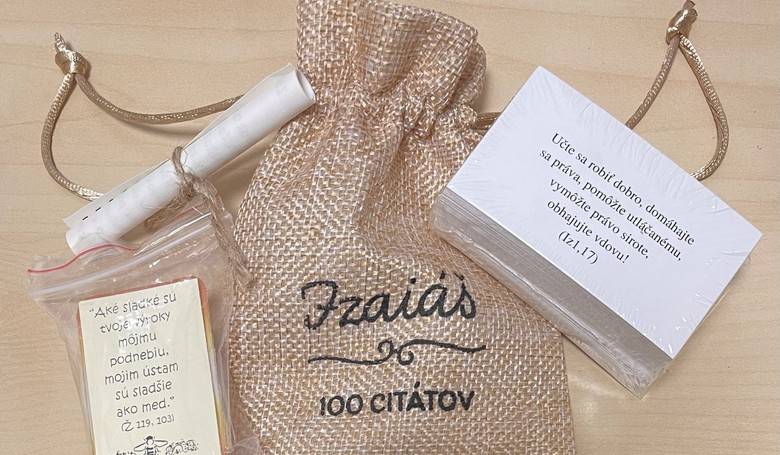 Izaiáš
100 CITÁTOV
Učte sa robiť dobro, domáhajte
sa práva, pomôžte utláčanému,
vymôžte právo sirote,
obhajujte vdovu!
(Iz1,17)
"Aké sladké sú
tvoje výroky
môjmu
podnebiu,
mojim ústam
sú sladšie
ako med."
(Ž 119, 103)